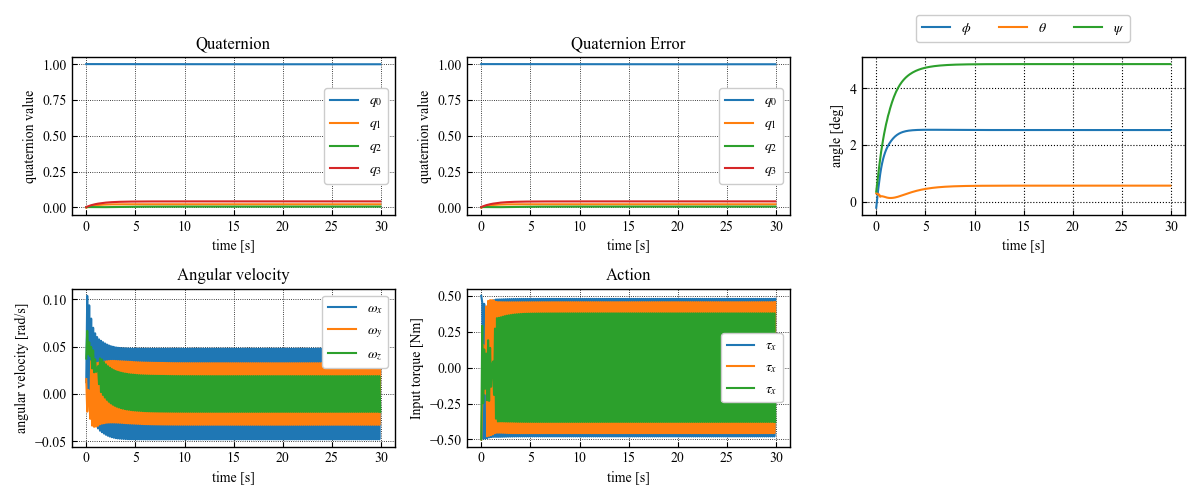 Quaternion
1.00
0.75
0.50
0.25
0.00
quaternion value
q0
q1
q2
q3
0 5 10 15 20 25 30
time [s]
Quaternion Error
1.00
0.75
0.50
0.25
0.00
quaternion value
q0
q1
q2
q3
0 5 10 15 20 25 30
time [s]
ϕ θ ψ
4
2
0
angle [deg]
0 5 10 15 20 25 30
time [s]
Angular velocity
0.10
0.05
0.00
−0.05
angular velocity [rad/s]
ωx
ωy
ωz
0 5 10 15 20 25 30
time [s]
Action
0.50
0.25
0.00
−0.25
−0.50
Input torque [Nm]
τx
τx
τx
0 5 10 15 20 25 30
time [s]